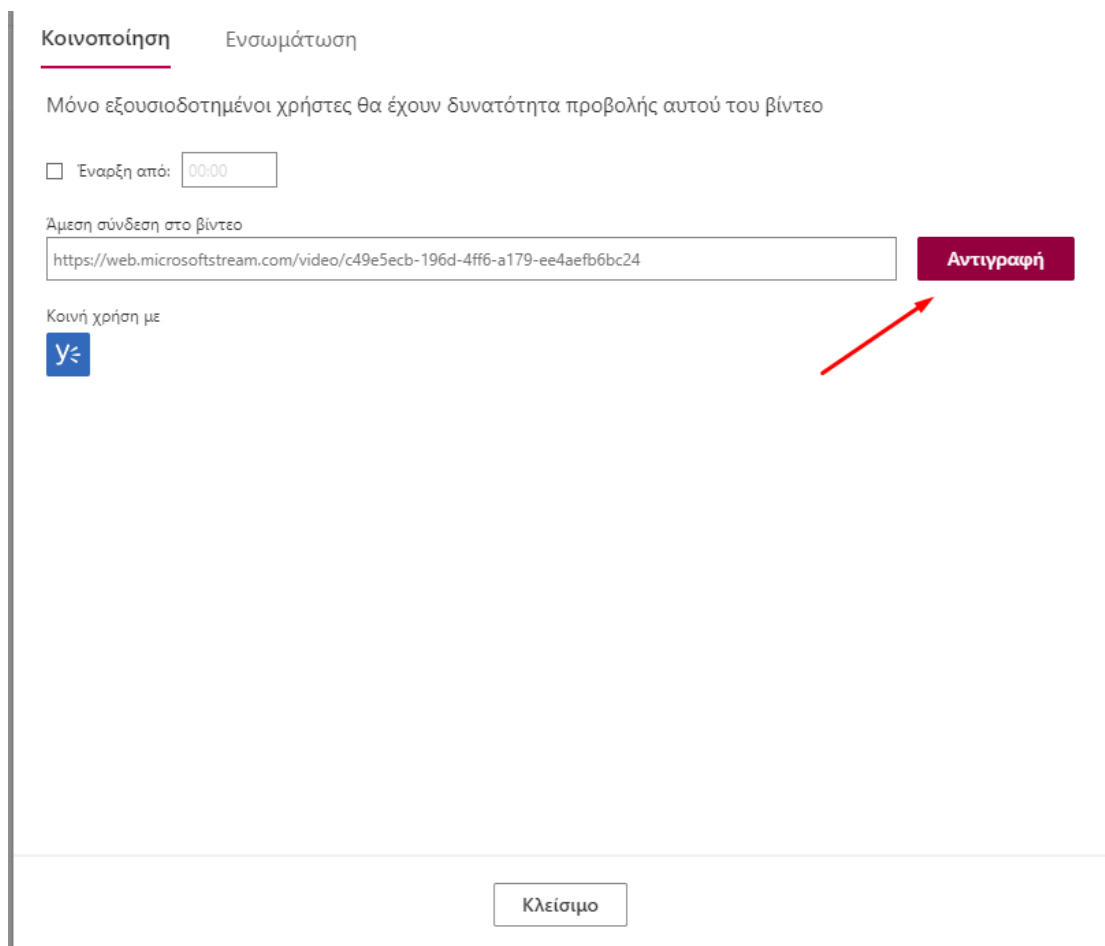 Κοινοποίηση Ενσωμάτωση
Μόνο εξουσιοδοτημένοι χρήστες θα έχουν δυνατότητα προβολής αυτού του βίντεο
Έναρξη από: 00:00
Άμεση σύνδεση στο βίντεο
https://web.microsoftstream.com/video/c49e5ecb-196d-4ff6-a179-ee4aefb6bc24 Αντιγραφή
Κοινή χρήση με
Κλείσιμο